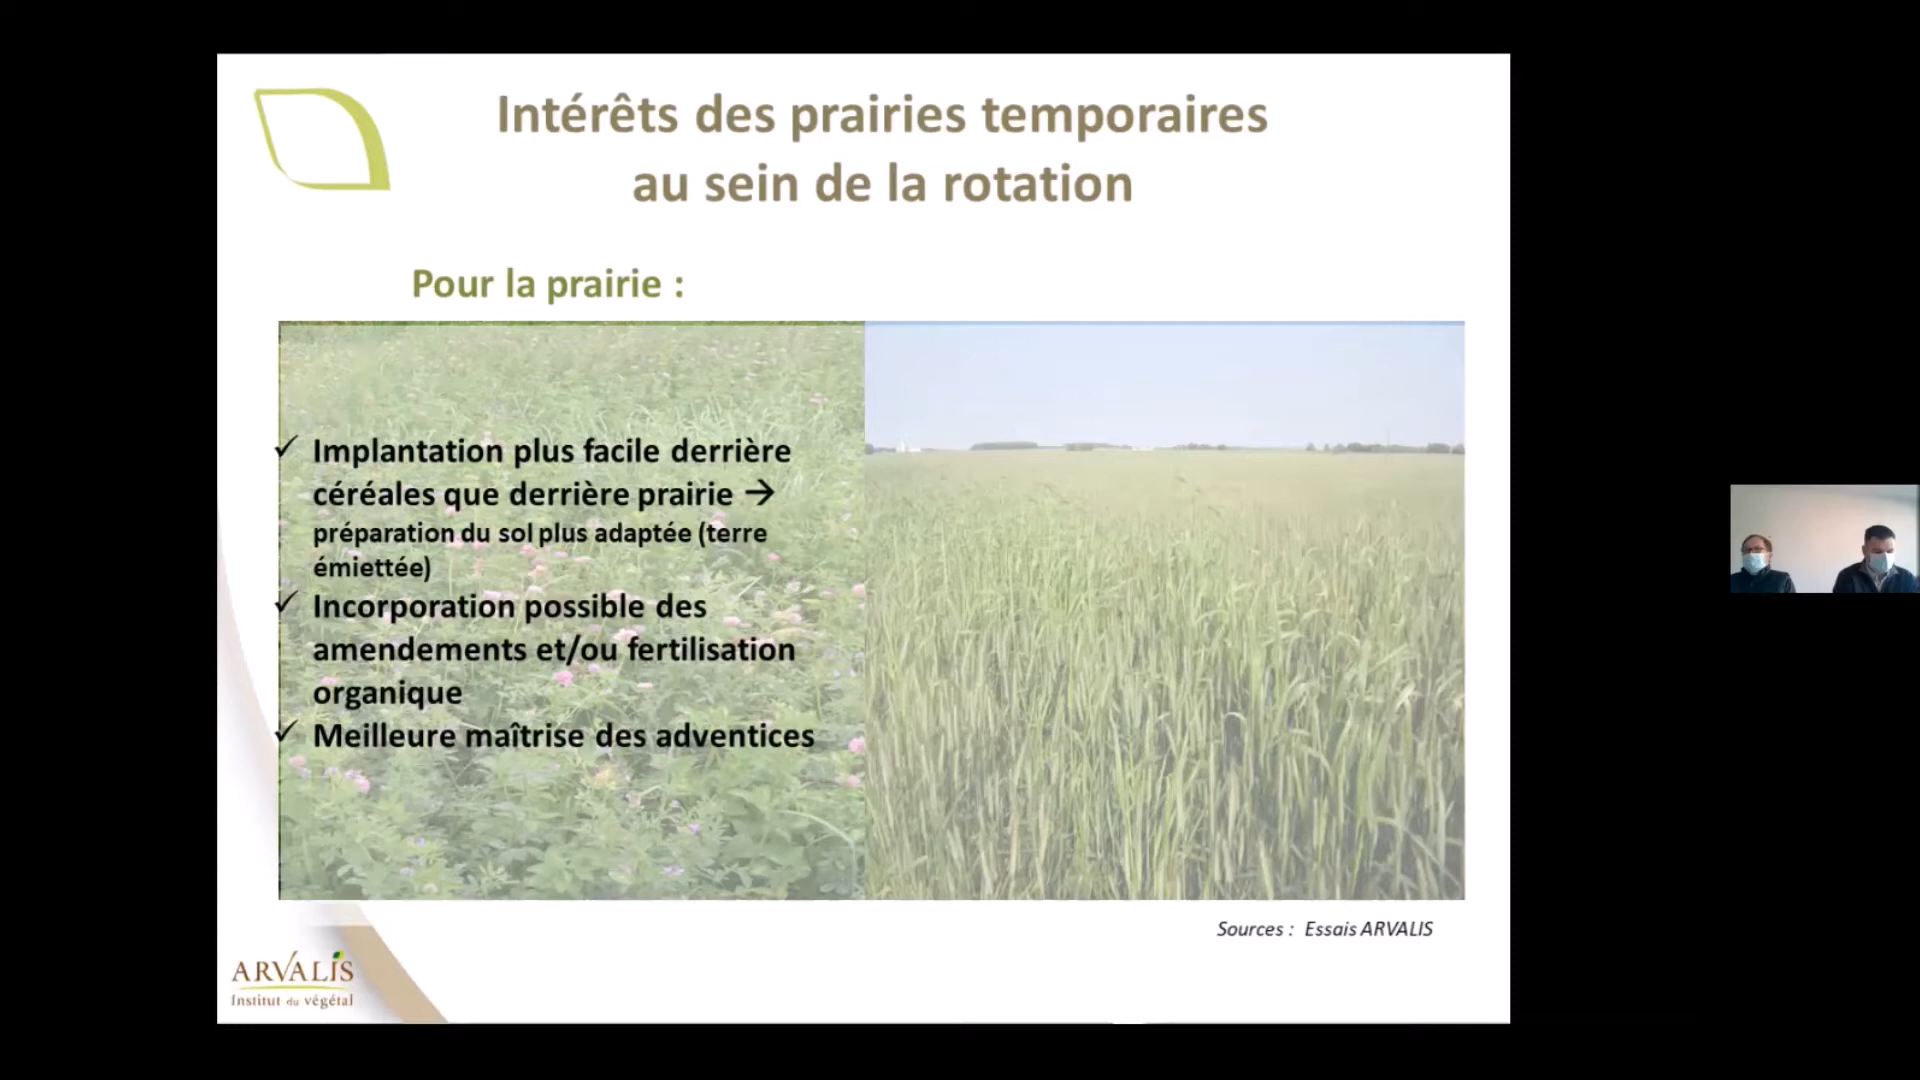 Intérêts des prairies temporaires
au sein de la rotation
Pour la prairie :
✓ Implantation plus facile derrière
céréales que derrière prairie →
préparation du sol plus adaptée (terre
émiettée)
✓ Incorporation possible des
amendements et/ou fertilisation
organique
✓ Meilleure maîtrise des adventices
Sources : Essais ARVALIS
ARVALIS
Institut du végétal